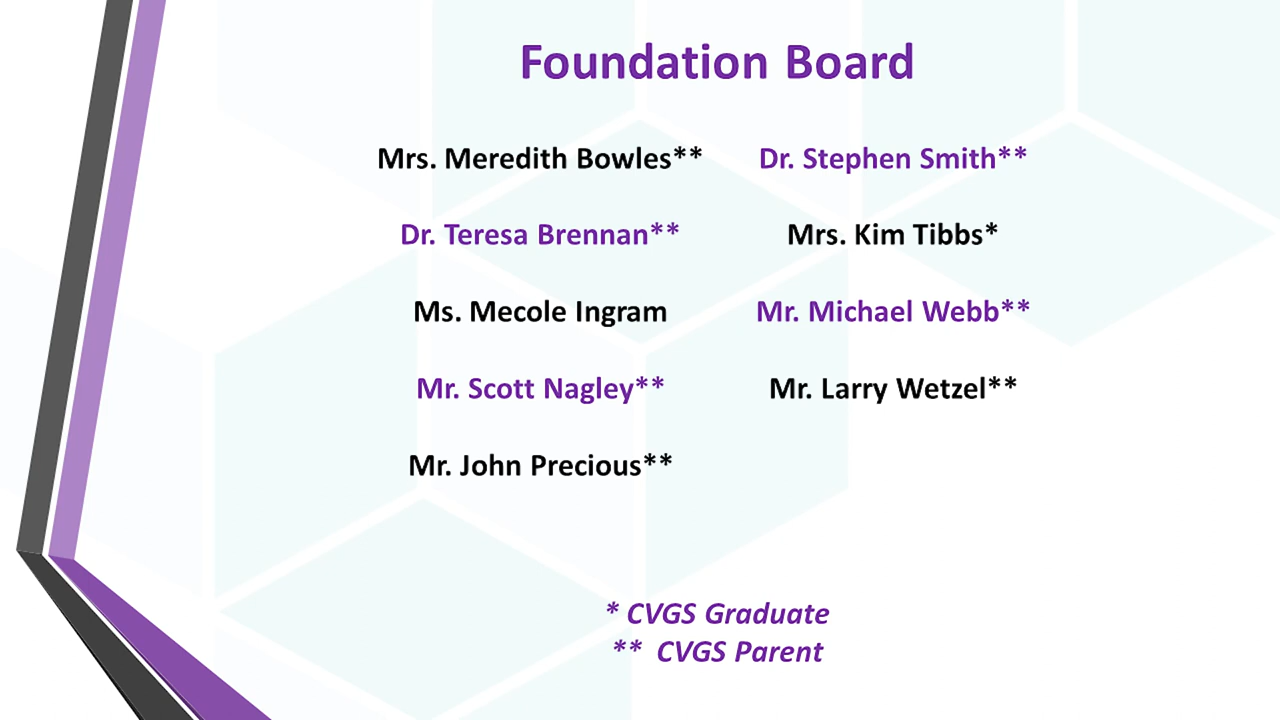 Foundation Board
Mrs. Meredith Bowles**
Dr. Teresa Brennan**
Ms. Mecole Ingram
Mr. Scott Nagley**
Mr. John Precious**
Dr. Stephen Smith**
Mrs. Kim Tibbs*
Mr. Michael Webb**
Mr. Larry Wetzel**
* CVGS Graduate
** CVGS Parent